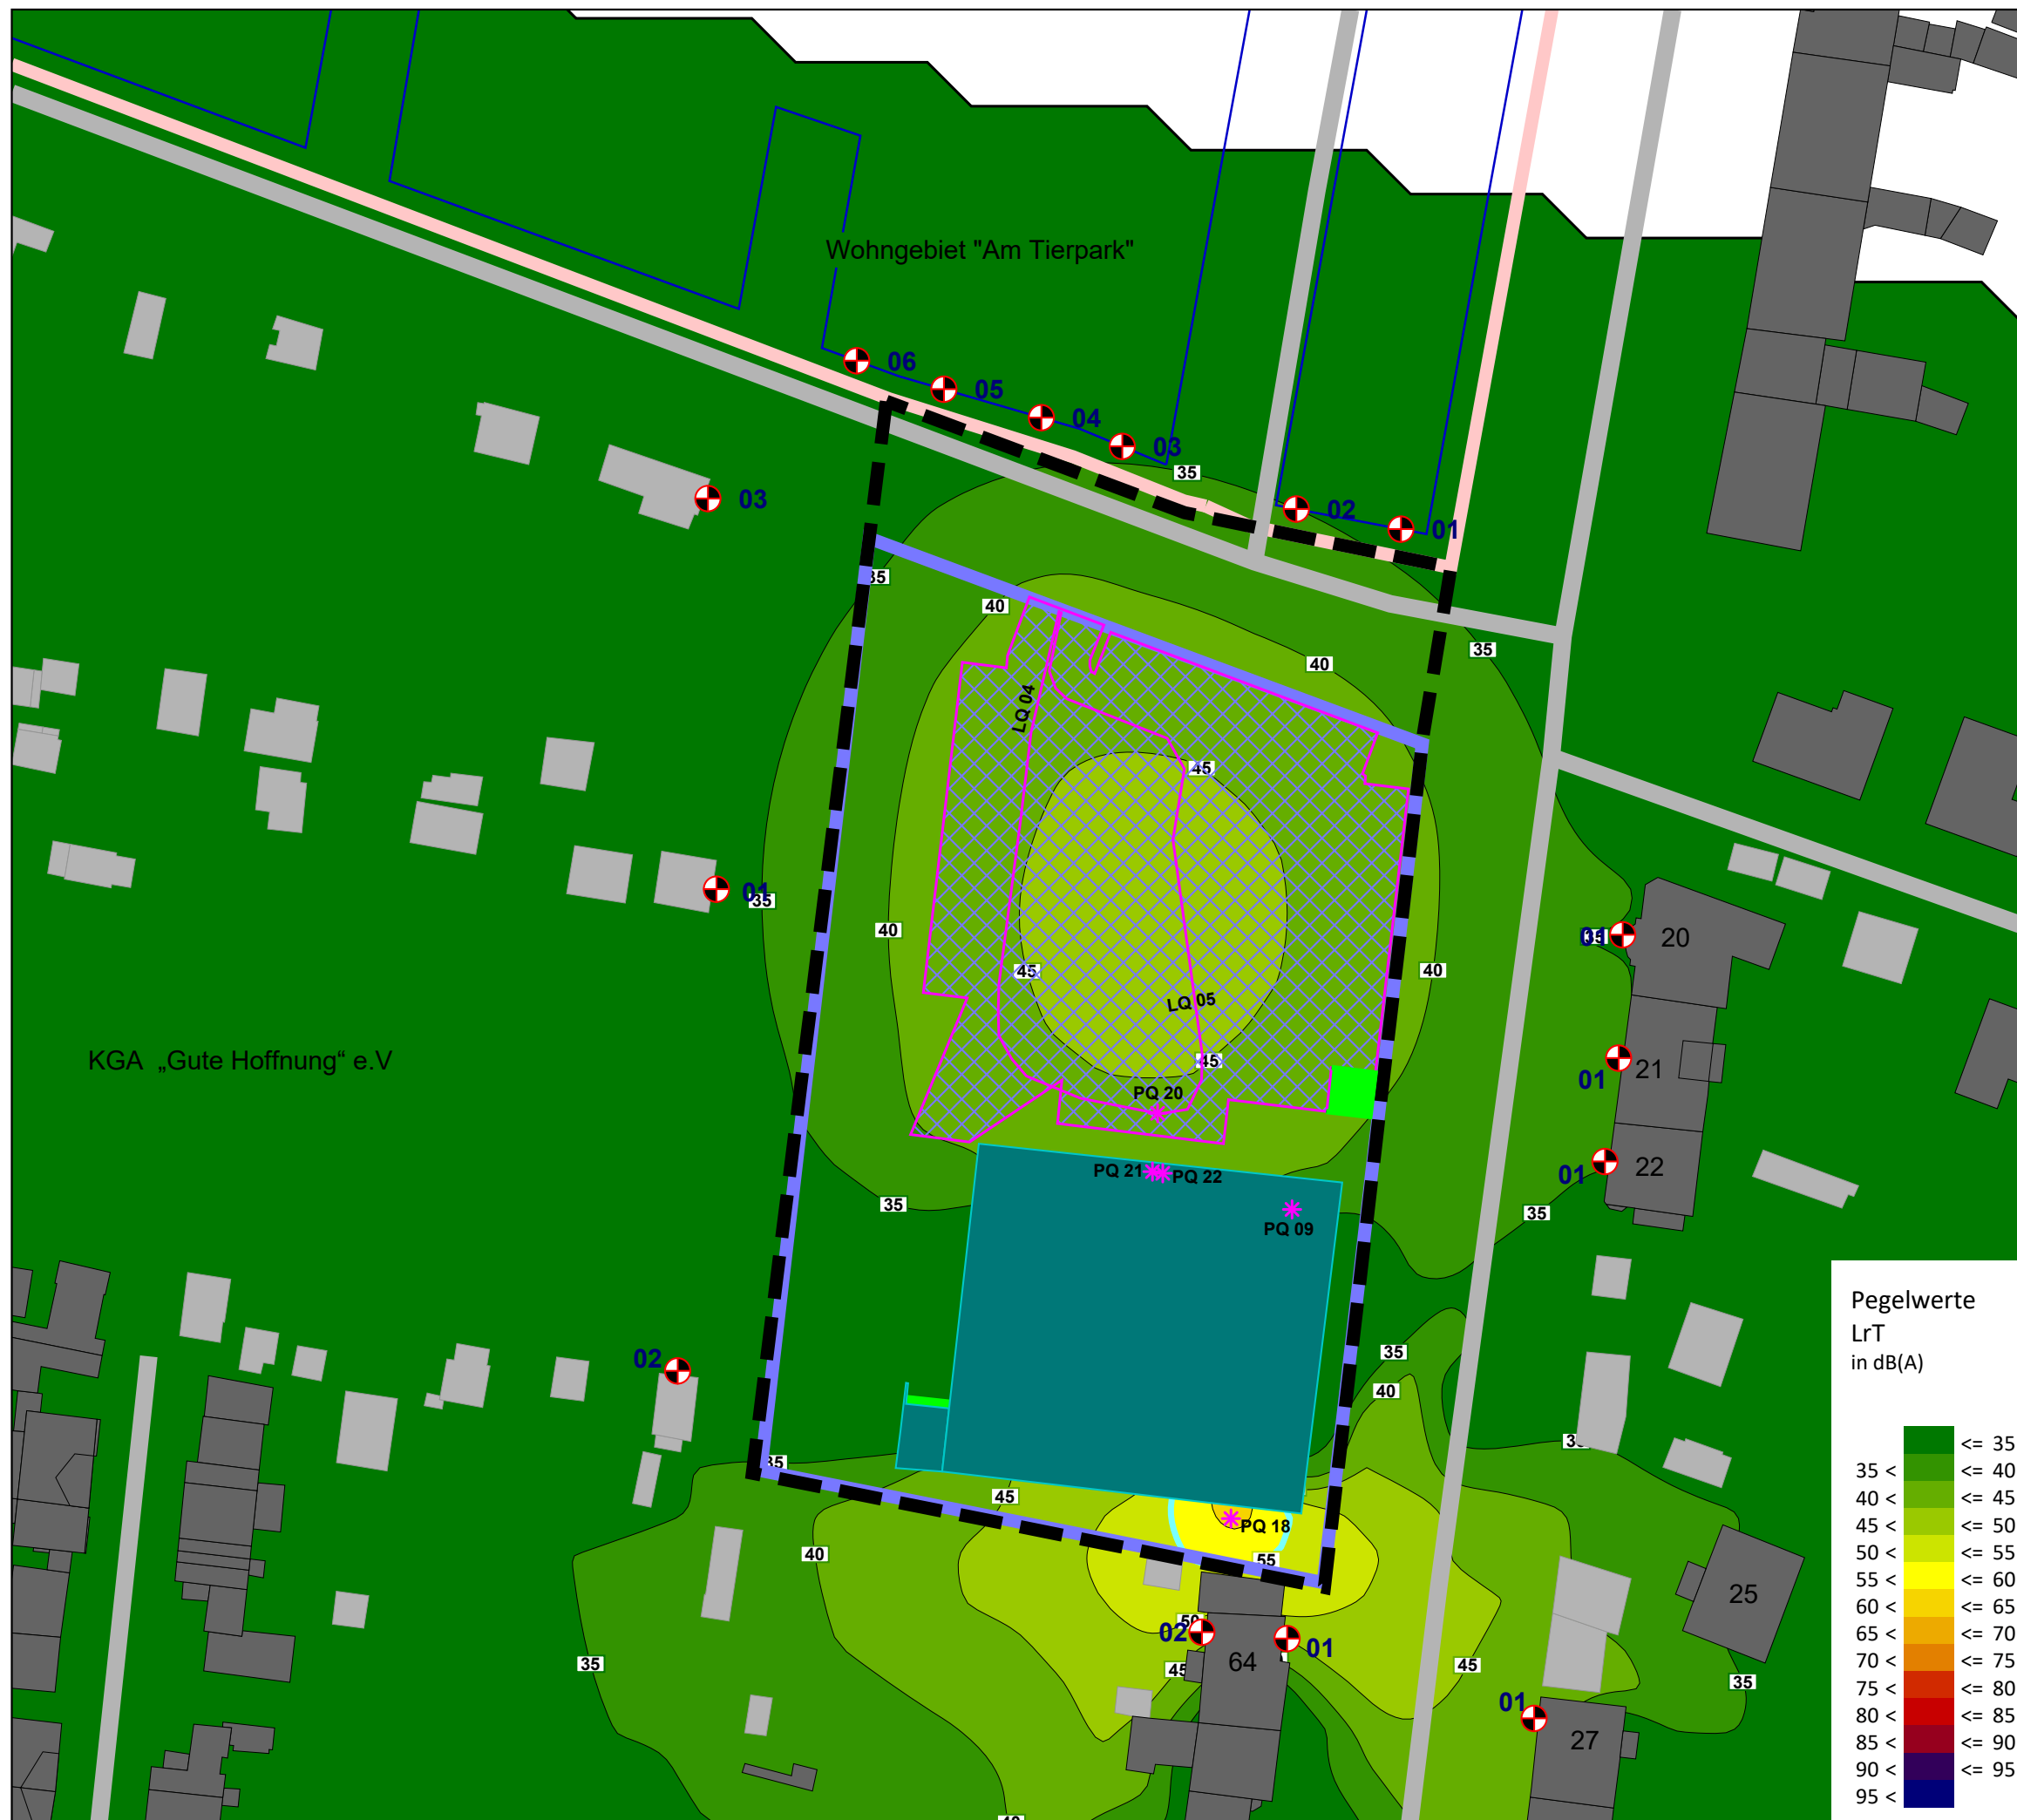 Wohngebiet "Am Tierpark"
06
05
04
03
35
03
02
01
35
40
35
40
LQ 04
45
01
35
40
01
20
45
40
LQ 05
KGA „Gute Hoffnung“ e.V
45
21
01
PQ 20
PQ 21
PQ 22
22
01
35
35
PQ 09
35
02
40
35
45
PQ 18
40
55
25
50
02
01
64
45
45
35
35
01
27
Pegelwerte
LrT
in dB(A)
<= 35
35 < <= 40
40 < <= 45
45 < <= 50
50 < <= 55
55 < <= 60
60 < <= 65
65 < <= 70
70 < <= 75
75 < <= 80
80 < <= 85
85 < <= 90
90 < <= 95
95 <